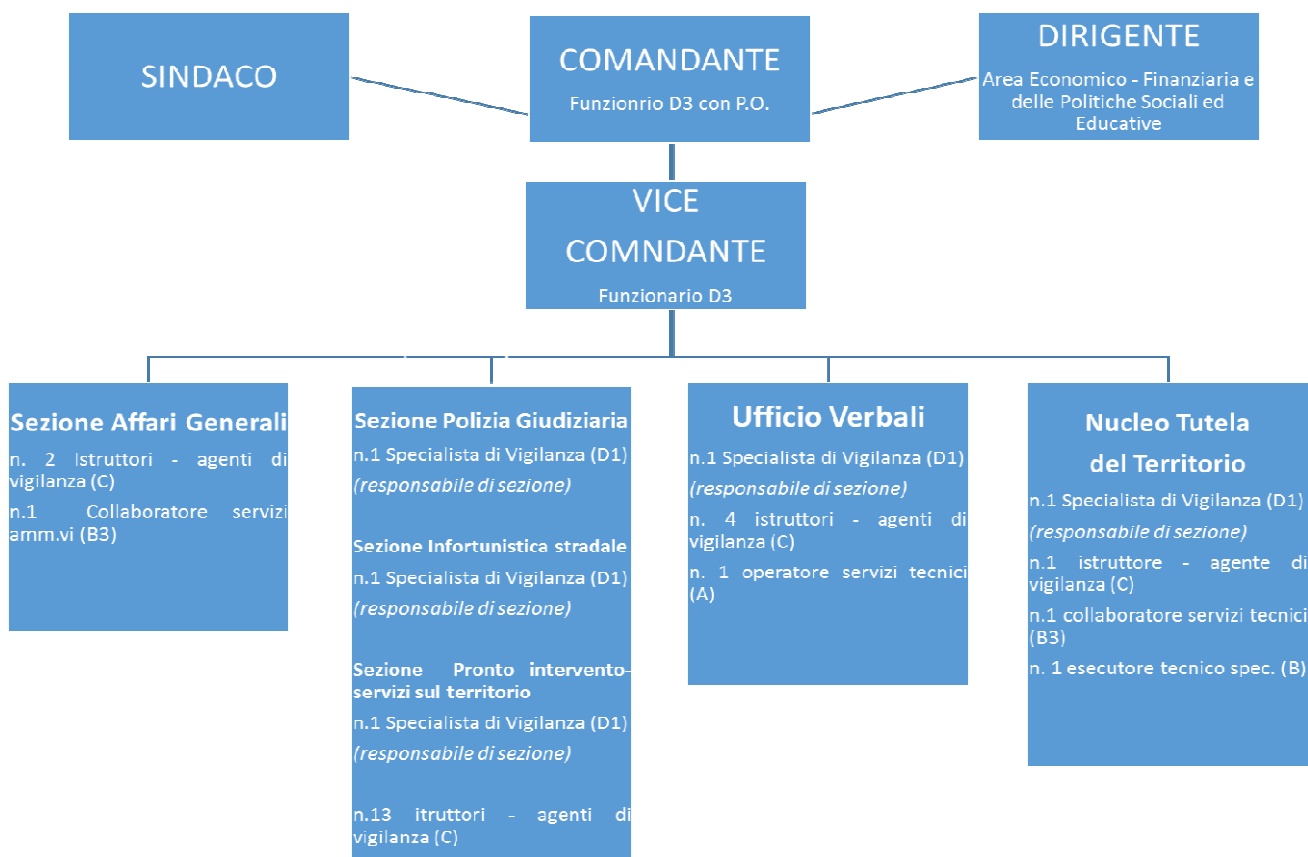 SINDACO
COMANDANTE
Funzionrio D3 con P.O.
DIRIGENTE
Area Economico - Finanziaria e
delle Politiche Sociali ed
Educative
VICE
COMNDANTE
Funzionario D3
Sezione Affari Generali
n. 2 Istruttori - agenti di
vigilanza (C)
n.1 Collaboratore servizi
amm.vi (B3)
Sezione Polizia Giudiziaria
n.1 Specialista di Vigilanza (D1)
(responsabile di sezione)
Sezione Infortunistica stradale
n.1 Specialista di Vigilanza (D1)
(responsabile di sezione)
Sezione Pronto intervento-
servizi sul territorio
n.1 Specialista di Vigilanza (D1)
(responsabile di sezione)
n.13 itruttori - agenti di
vigilanza (C)
Ufficio Verbali
n.1 Specialista di Vigilanza (D1)
(responsabile di sezione)
n. 4 istruttori - agenti di
vigilanza (C)
n. 1 operatore servizi tecnici
(A)
Nucleo Tutela
del Territorio
n.1 Specialista di Vigilanza (D1)
(responsabile di sezione)
n.1 istruttore - agente di
vigilanza (C)
n.1 collaboratore servizi tecnici
(B3)
n. 1 esecutore tecnico spec. (B)